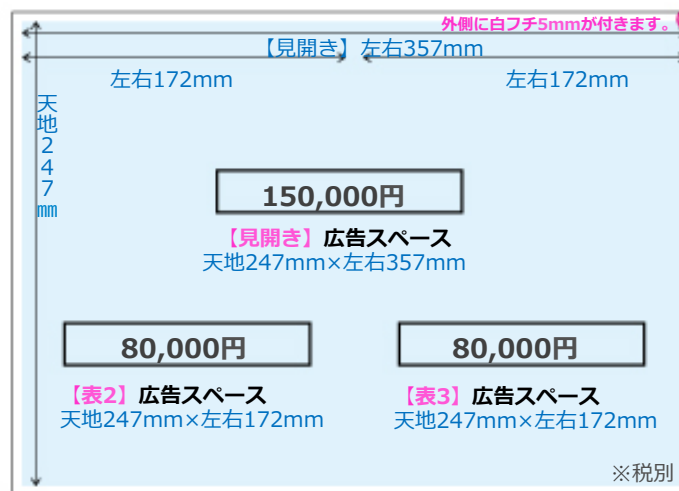 外側に白フチ5mmが付きます。
【見開き】左右357mm
左右172mm
左右172mm
天地247㎜
150,000円
【見開き】広告スペース
天地247mm×左右357mm
80,000円
80,000円
【表2】広告スペース
天地247mm×左右172mm
【表3】広告スペース
天地247mm×左右172mm
※税別